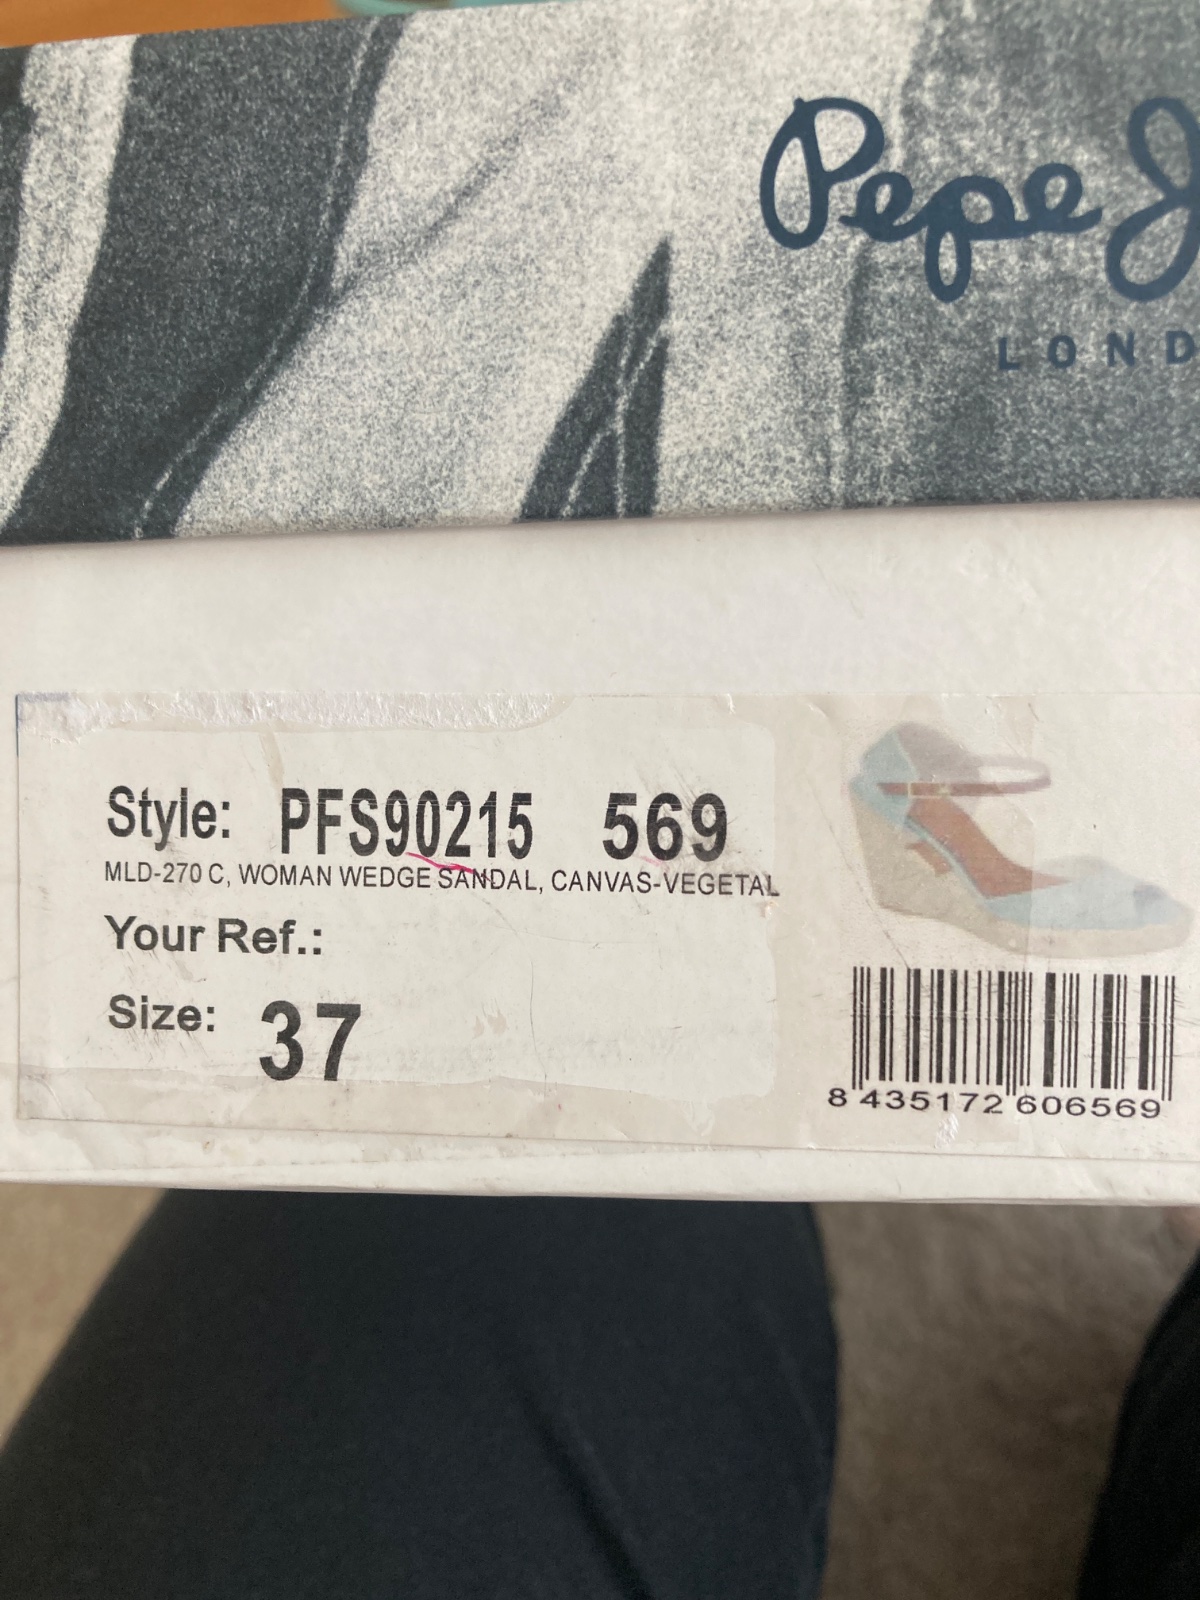 Pepe J
LOND
Style: PFS90215 569
MLD-270 C, WOMAN WEDGE SANDAL, CANVAS-VEGETAL
Your Ref.:
Size: 37
8 435172 606569